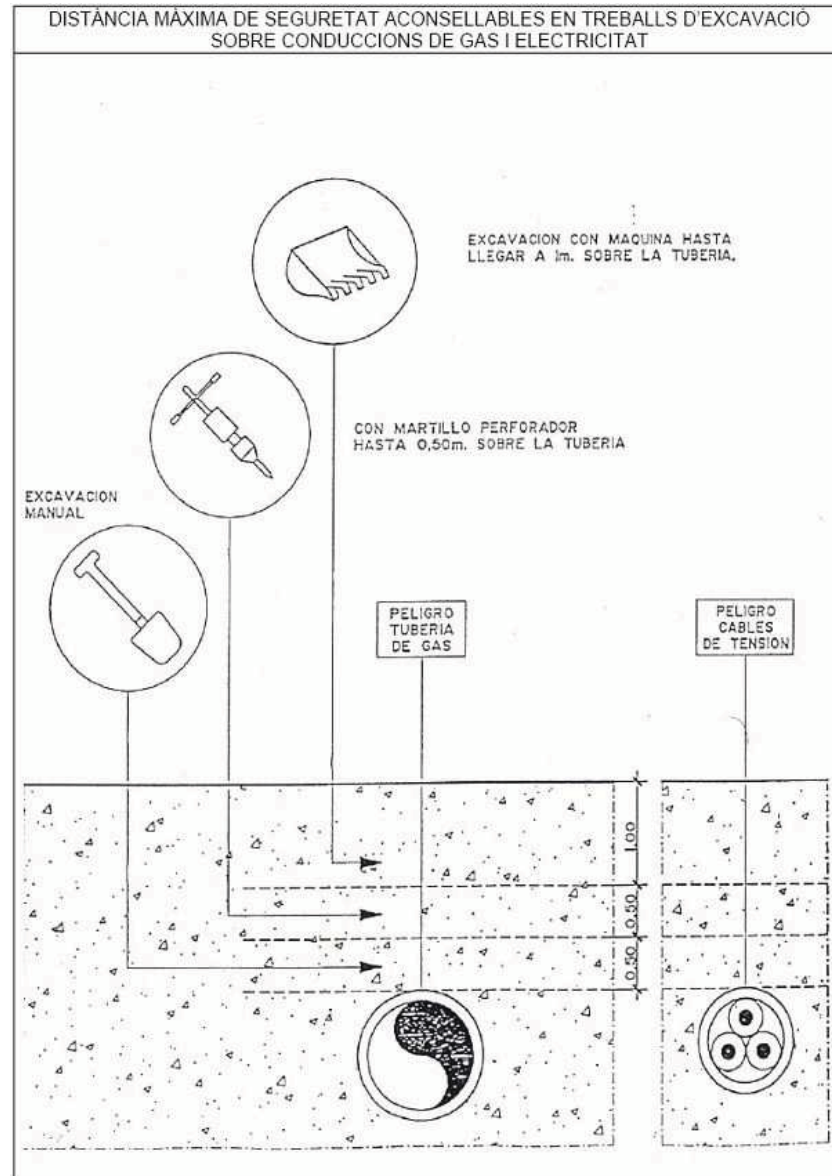 DISTÀNCIA MÀXIMA DE SEGURETAT ACONSELLABLES EN TREBALLS D'EXCAVACIÓ
SOBRE CONDUCCIONS DE GAS I ELECTRICITAT
EXCAVACION CON MAQUINA HASTA
LLEGAR A 1m. SOBRE LA TUBERIA.
CON MARTILLO PERFORADOR
HASTA 0,50m. SOBRE LA TUBERIA
EXCAVACION
MANUAL
PELIGRO
TUBERIA
DE GAS
PELIGRO
CABLES
DE TENSION
1.00
0.50
0.50